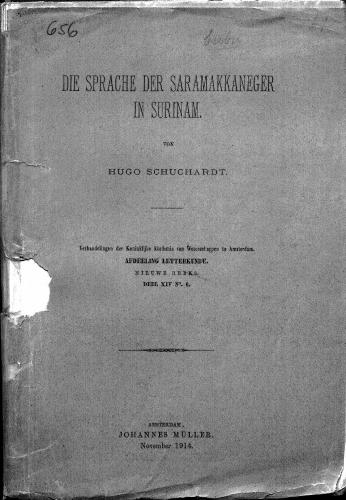 656
DIE SPRACHE DER SARAMAKKANEGER
IN SURINAM.
VON
HUGO SCHUCHARDT.
Verhandelingen der Koninklijke Akademie van Wetenschappen te Amsterdam.
AFDEELING LETTERKUNDE.
NIEUWE REEKS.
DEEL XIV No. 6.
AMSTERDAM,
JOHANNES MÜLLER.
November 1914.